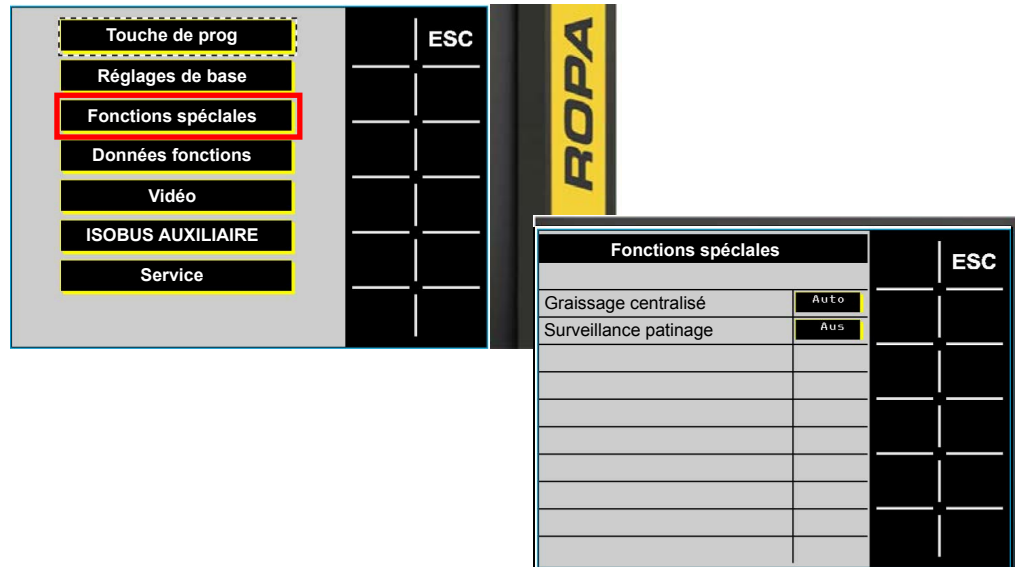 Touche de prog
ESC
Réglages de base
Fonctions spéclales
Données fonctions
Vidéo
ISOBUS AUXILIAIRE
Service
ROPA
Fonctions spéclales
ESC
Graissage centralisé
Auto
Surveillance patinage
Aus